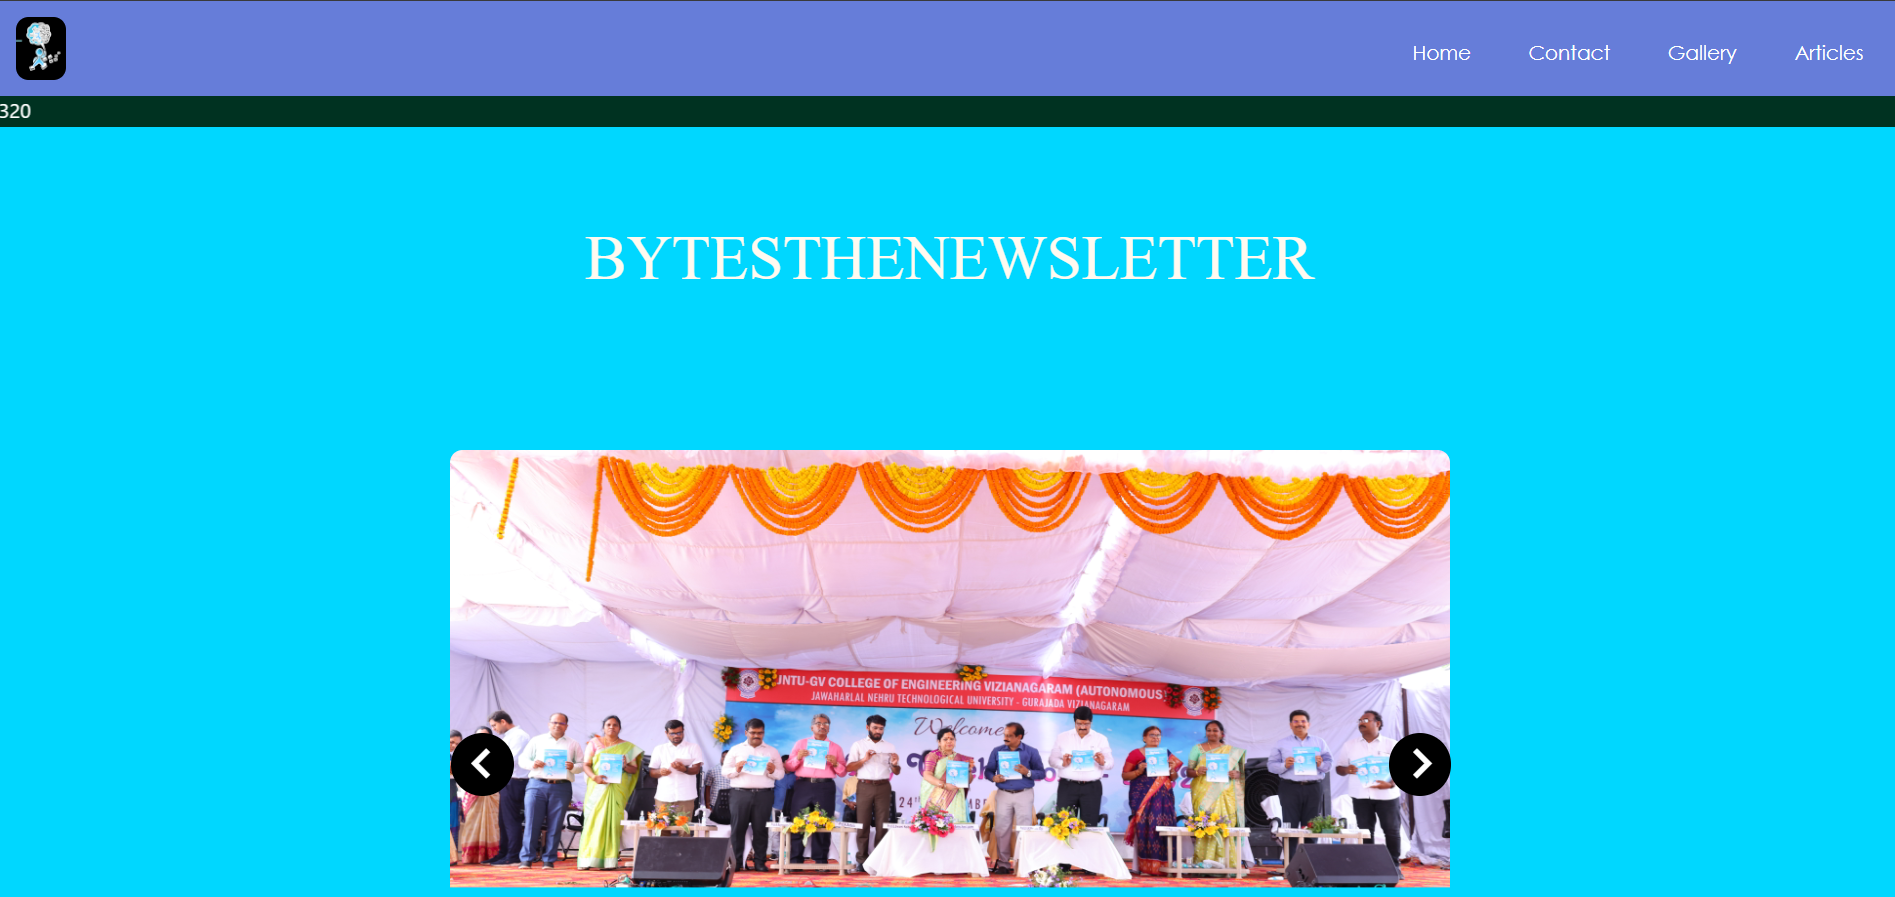 Home Contact Gallery Articles
320
BYTESTHENEWSLETTER
JNTU-GV COLLEGE OF ENGINEERING VIZIANAGARAM (AUTONOMOUS)
JAWAHARLAL NEHRU TECHNOLOGICAL UNIVERSITY - GURAJADA VIZIANAGARAM
Welcome